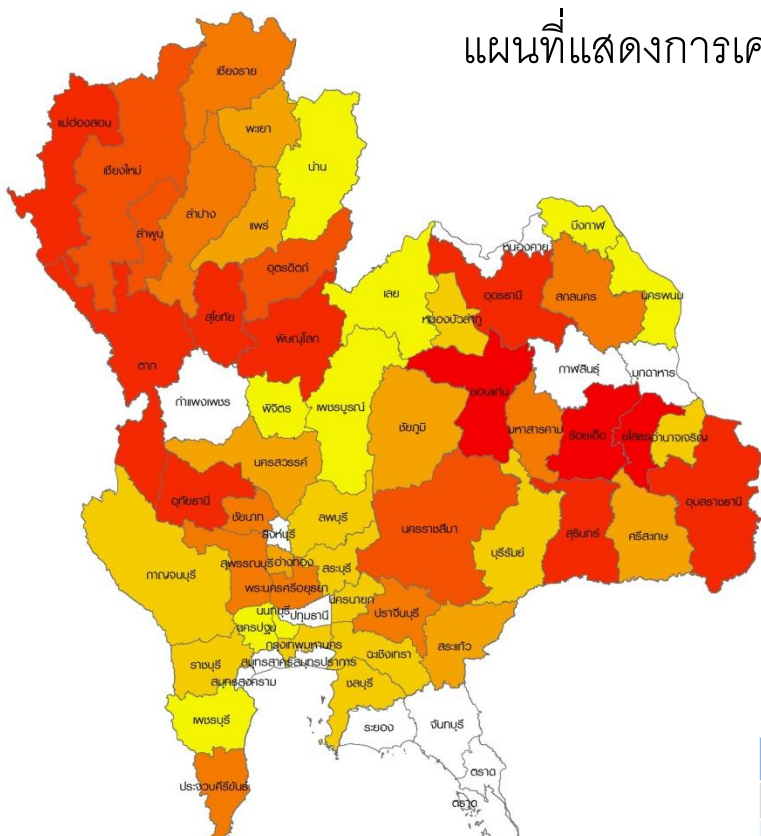 แผนที่แสดงการเค
เชียงราย
แม่ฮ่องสอน
พะเยา
เชียงใหม่
น่าน
ลำปาง
ลำพูน
แพร่
อุตรดิตถ์
สุโขทัย
พิษณุโลก
ตาก
เลย
หนองคาย
บึงกาฬ
อุดรธานี
สกลนคร
นครพนม
หนองบัวลำภู
กำแพงเพชร
พิจิตร
เพชรบูรณ์
ขอนแก่น
กาฬสินธุ์
มุกดาหาร
ชัยภูมิ
มหาสารคาม
ร้อยเอ็ด
ยโสธร
อำนาจเจริญ
นครสวรรค์
อุทัยธานี
ชัยนาท
สิงห์บุรี
ลพบุรี
นครราชสีมา
บุรีรัมย์
สุรินทร์
ศรีสะเกษ
อุบลราชธานี
กาญจนบุรี
สุพรรณบุรี
อ่างทอง
สระบุรี
พระนครศรีอยุธยา
นครนายก
ปราจีนบุรี
นนทบุรี
ปทุมธานี
นครปฐม
กรุงเทพมหานคร
ฉะเชิงเทรา
สระแก้ว
ราชบุรี
สมุทรสาคร
สมุทรปราการ
สมุทรสงคราม
ชลบุรี
เพชรบุรี
ระยอง
จันทบุรี
ตราด
ตราด
ประจวบคีรีขันธ์